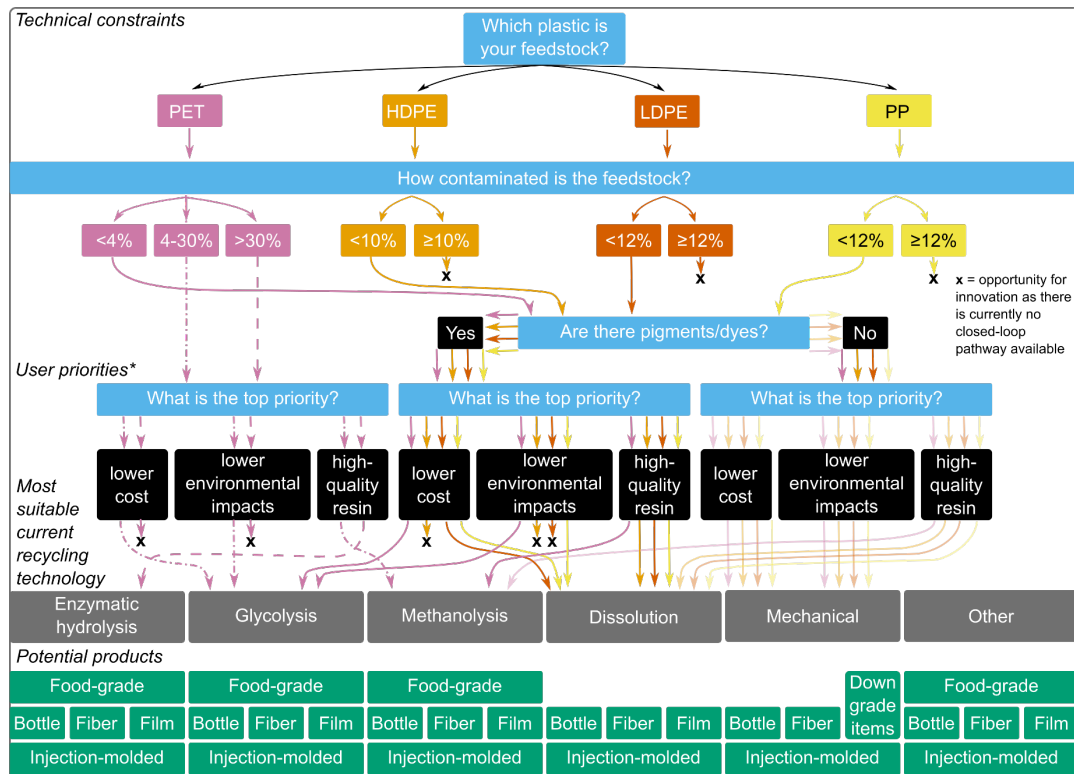 Technical constraints
Which plastic is
your feedstock?
PET
HDPE
LDPE
PP
How contaminated is the feedstock?
<4%
4-30%
>30%
<10%
≥10%
<12%
≥12%
<12%
≥12%
x
x
x
x = opportunity for
innovation as there
is currently no
closed-loop
pathway available
Yes
Are there pigments/dyes?
No
User priorities*
What is the top priority?
What is the top priority?
What is the top priority?
lower
cost
lower
environmental
impacts
high-
quality
resin
lower
cost
lower
environmental
impacts
high-
quality
resin
lower
cost
lower
environmental
impacts
high-
quality
resin
Most
suitable
current
recycling
technology
x
x
x
x
x
Enzymatic
hydrolysis
Glycolysis
Methanolysis
Dissolution
Mechanical
Other
Potential products
Food-grade
Food-grade
Food-grade
Down
grade
items
Food-grade
Bottle
Fiber
Film
Bottle
Fiber
Film
Bottle
Fiber
Film
Bottle
Fiber
Film
Bottle
Fiber
Bottle
Fiber
Film
Injection-molded
Injection-molded
Injection-molded
Injection-molded
Injection-molded
Injection-molded